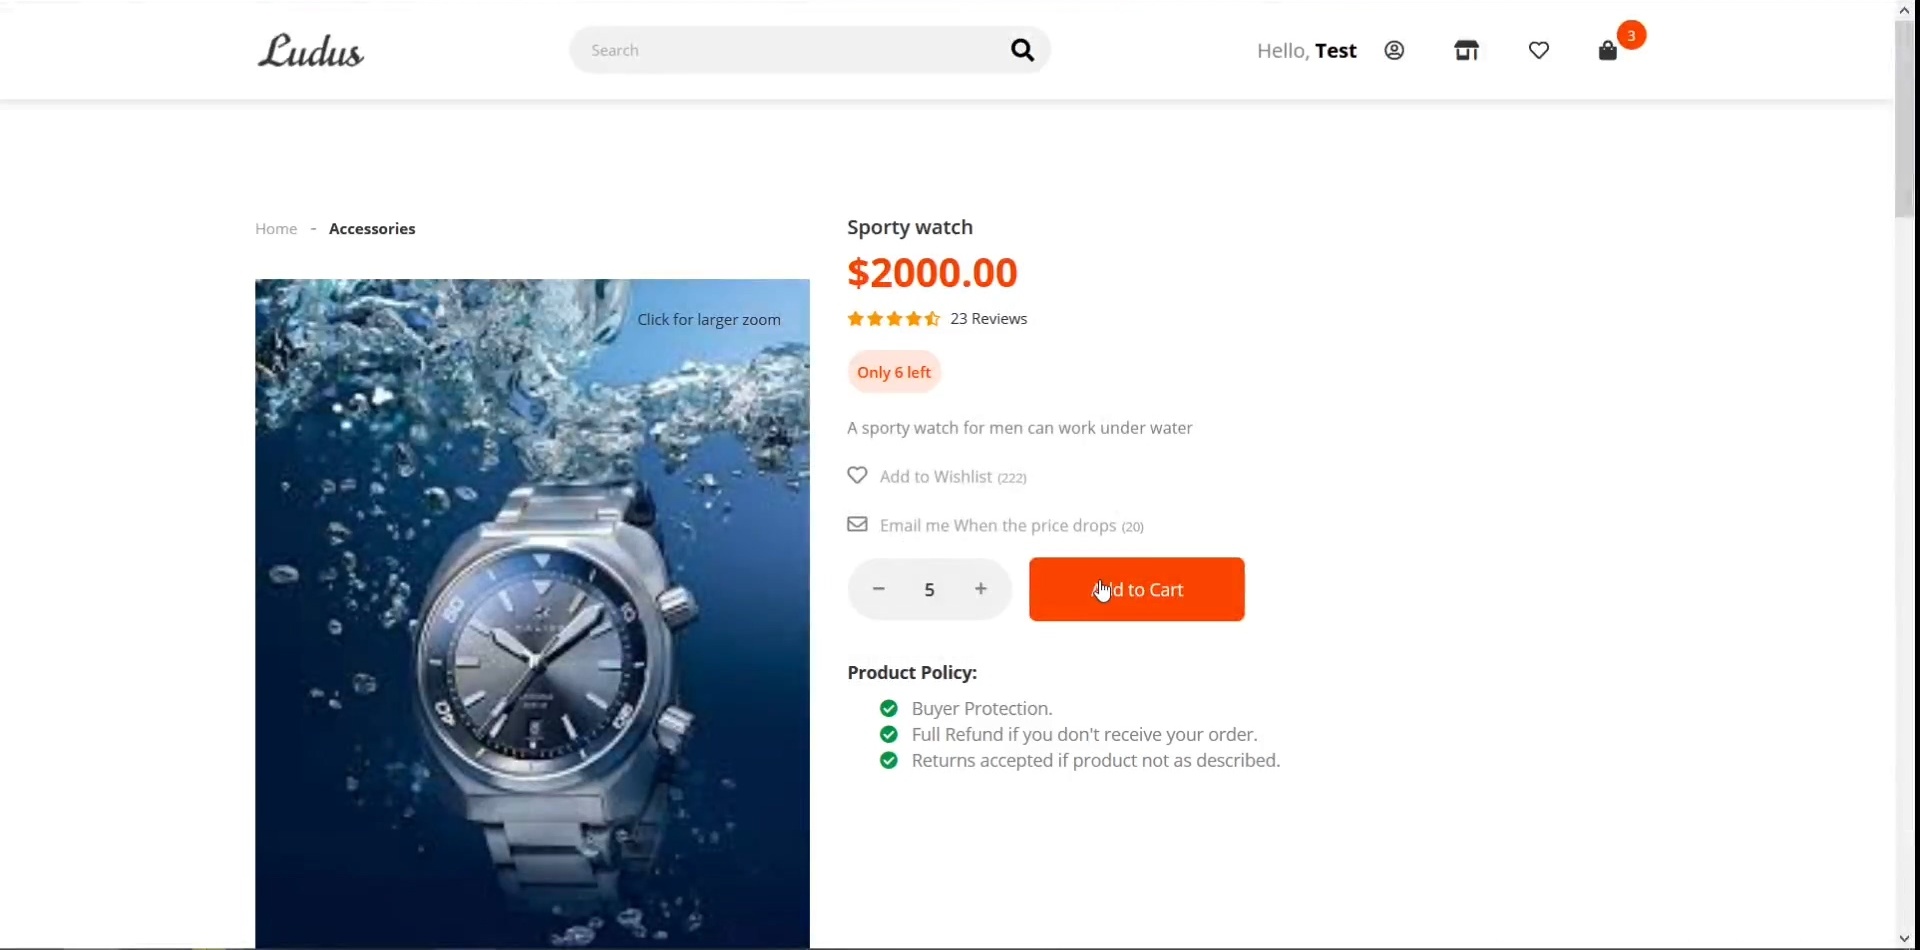 Ludus
Search
Hello, Test
3
Home - Accessories
Sporty watch
$2000.00
23 Reviews
Click for larger zoom
Only 6 left
A sporty watch for men can work under water
Add to Wishlist (222)
Email me When the price drops (20)
− 5 +
Add to Cart
Product Policy:
Buyer Protection.
Full Refund if you don't receive your order.
Returns accepted if product not as described.
10
50